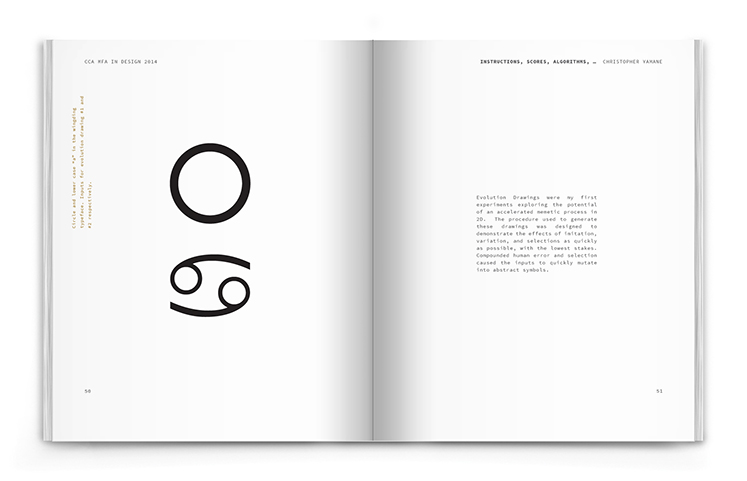 CCA MFA IN DESIGN 2014
Circle and lower case "a" in the wingding
typeface. Inputs for evolution drawing #1 and
#2 respectively.
50
INSTRUCTIONS, SCORES, ALGORITHMS, … CHRISTOPHER YAMANE
Evolution Drawings were my first
experiments exploring the potential
of an accelerated memetic process in
2D. The procedure used to generate
these drawings was designed to
demonstrate the effects of imitation,
variation, and selections as quickly
as possible, with the lowest stakes.
Compounded human error and selection
caused the inputs to quickly mutate
into abstract symbols.
51